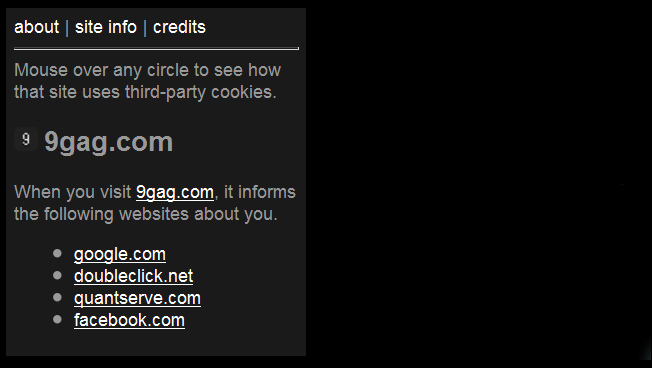 about | site info | credits
Mouse over any circle to see how
that site uses third-party cookies.
9 9gag.com
When you visit 9gag.com, it informs
the following websites about you.
google.com
doubleclick.net
quantserve.com
facebook.com